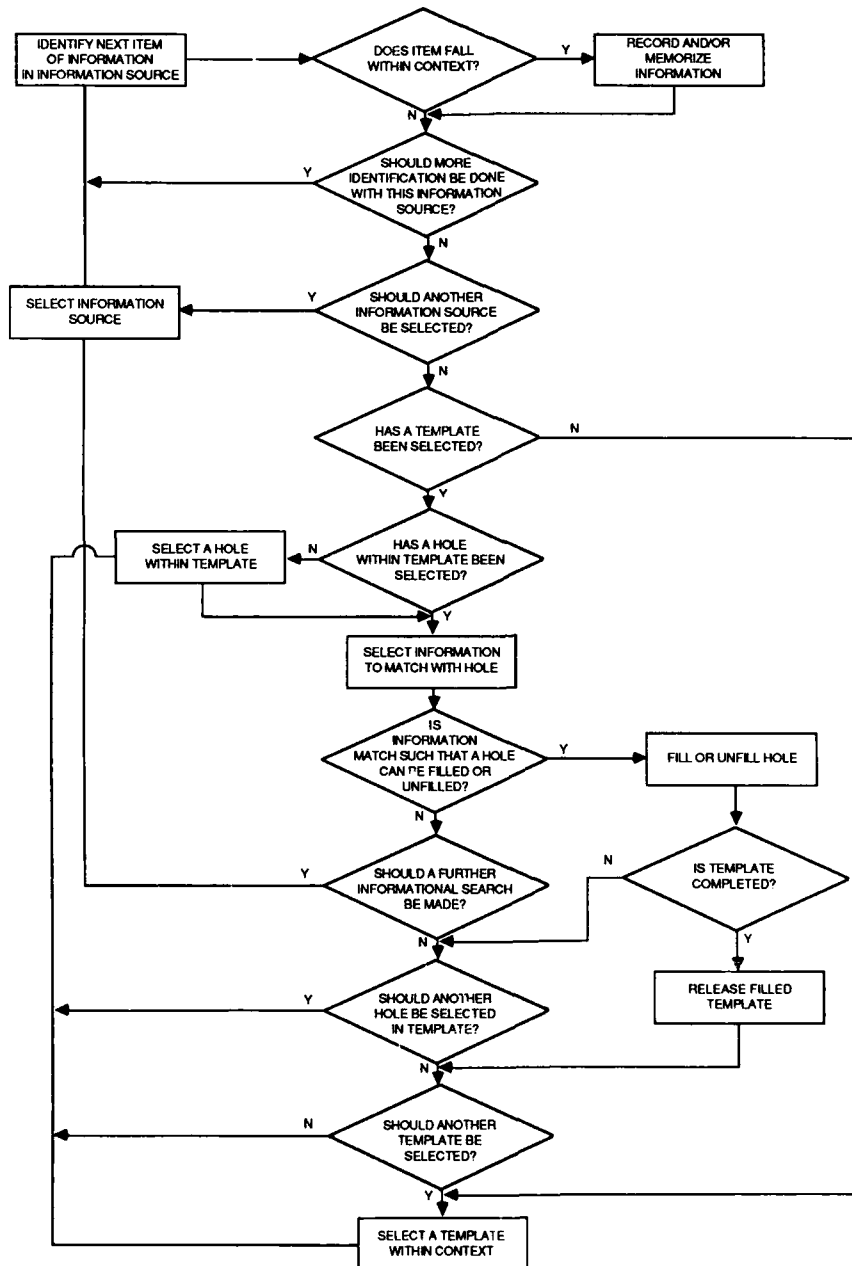 IDENTIFY NEXT ITEM
OF INFORMATION
IN INFORMATION SOURCE
DOES ITEM FALL
WITHIN CONTEXT?
Y
RECORD AND/OR
MEMORIZE
INFORMATION
N
SHOULD MORE
IDENTIFICATION BE DONE
WITH THIS INFORMATION
SOURCE?
Y
N
SELECT INFORMATION
SOURCE
Y
SHOULD ANOTHER
INFORMATION SOURCE
BE SELECTED?
N
HAS A TEMPLATE
BEEN SELECTED?
N
Y
SELECT A HOLE
WITHIN TEMPLATE
N
HAS A HOLE
WITHIN TEMPLATE BEEN
SELECTED?
Y
SELECT INFORMATION
TO MATCH WITH HOLE
IS
INFORMATION
MATCH SUCH THAT A HOLE
CAN BE FILLED OR
UNFILLED?
Y
FILL OR UNFILL HOLE
N
Y
SHOULD A FURTHER
INFORMATIONAL SEARCH
BE MADE?
N
IS TEMPLATE
COMPLETED?
N
Y
Y
SHOULD ANOTHER
HOLE BE SELECTED
IN TEMPLATE?
RELEASE FILLED
TEMPLATE
N
N
SHOULD ANOTHER
TEMPLATE BE
SELECTED?
Y
SELECT A TEMPLATE
WITHIN CONTEXT